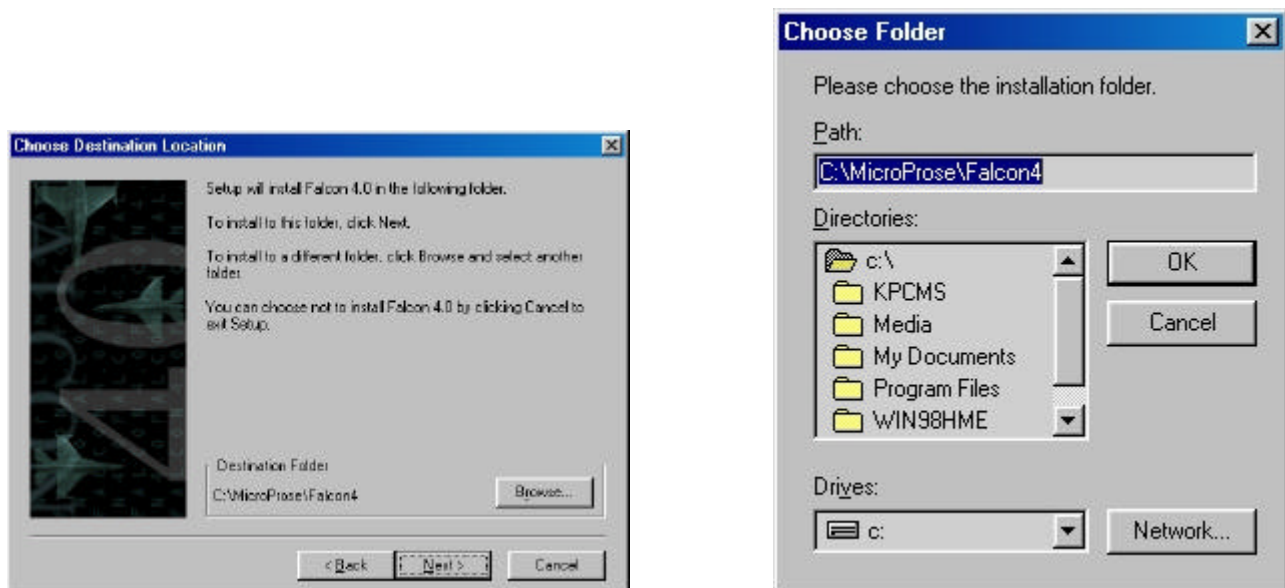 Choose Destination Location
Setup will install Falcon 4.0 in the following folder.
To install to this folder, click Next.
To install to a different folder, click Browse and select another
folder.
You can choose not to install Falcon 4.0 by clicking Cancel to
exit Setup.
4.0
Destination Folder
C:\MicroProse\Falcon4
Browse...
< Back
Next >
Cancel
Choose Folder
Please choose the installation folder.
Path:
C:\MicroProse\Falcon4
Directories:
c:\
KPCMS
Media
My Documents
Program Files
WIN98HME
OK
Cancel
Drives:
c:
Network...